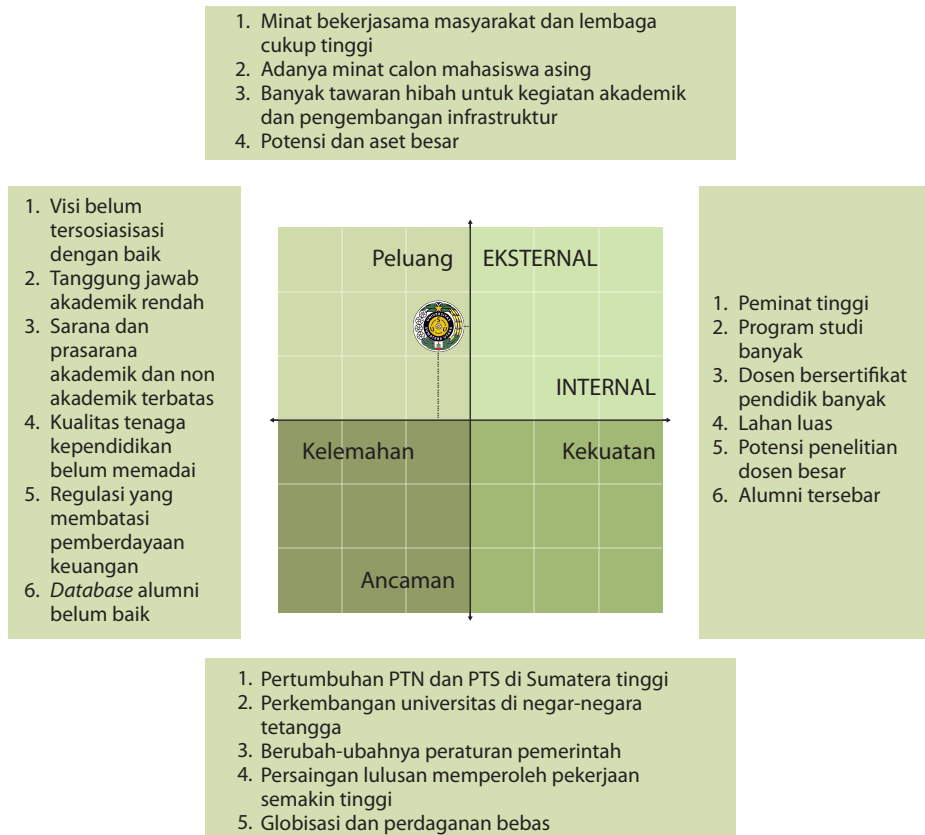 1. Minat bekerjasama masyarakat dan lembaga
cukup tinggi
2. Adanya minat calon mahasiswa asing
3. Banyak tawaran hibah untuk kegiatan akademik
dan pengembangan infrastruktur
4. Potensi dan aset besar
1. Visi belum
tersosiasisasi
dengan baik
2. Tanggung jawab
akademik rendah
3. Sarana dan
prasarana
akademik dan non
akademik terbatas
4. Kualitas tenaga
kependidikan
belum memadai
5. Regulasi yang
membatasi
pemberdayaan
keuangan
6. Database alumni
belum baik
Peluang
EKSTERNAL
INTERNAL
Kelemahan
Kekuatan
Ancaman
1. Peminat tinggi
2. Program studi
banyak
3. Dosen bersertifikat
pendidik banyak
4. Lahan luas
5. Potensi penelitian
dosen besar
6. Alumni tersebar
1. Pertumbuhan PTN dan PTS di Sumatera tinggi
2. Perkembangan universitas di negar-negara
tetangga
3. Berubah-ubahnya peraturan pemerintah
4. Persaingan lulusan memperoleh pekerjaan
semakin tinggi
5. Globisasi dan perdaganan bebas